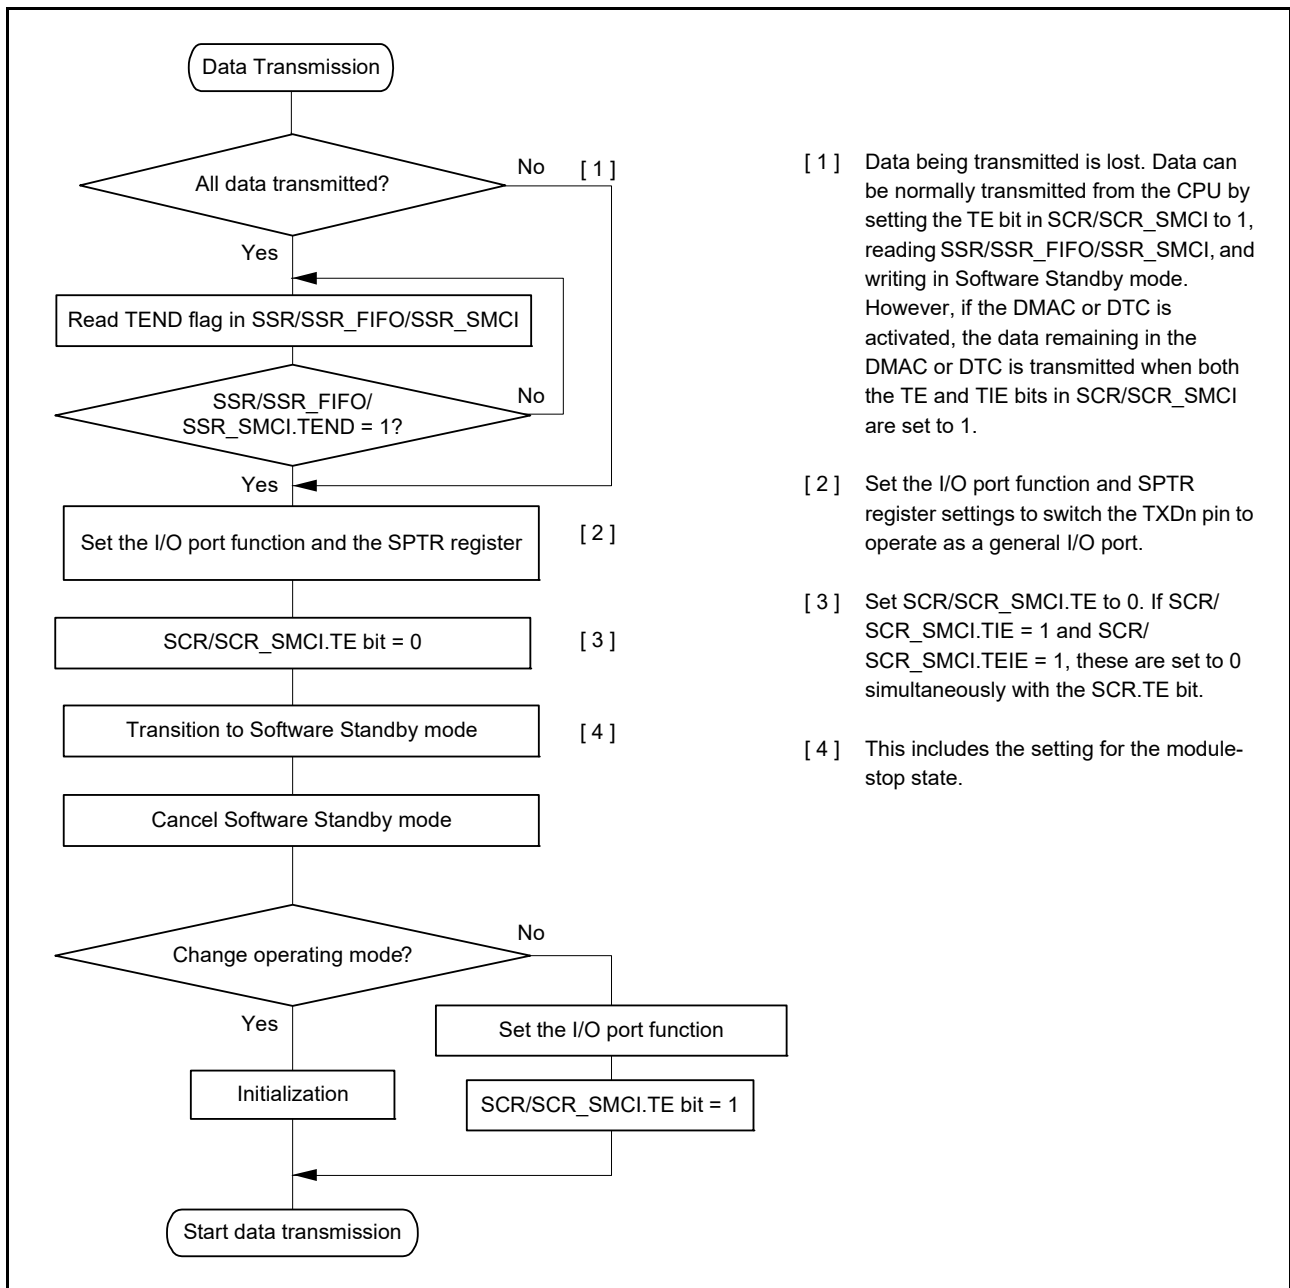 Data Transmission
All data transmitted?
No
[ 1 ]
Yes
Read TEND flag in SSR/SSR_FIFO/SSR_SMCI
SSR/SSR_FIFO/
SSR_SMCI.TEND = 1?
No
Yes
Set the I/O port function and the SPTR register
[ 2 ]
SCR/SCR_SMCI.TE bit = 0
[ 3 ]
Transition to Software Standby mode
[ 4 ]
Cancel Software Standby mode
Change operating mode?
No
Yes
Set the I/O port function
Initialization
SCR/SCR_SMCI.TE bit = 1
Start data transmission
[ 1 ] Data being transmitted is lost. Data can
be normally transmitted from the CPU by
setting the TE bit in SCR/SCR_SMCI to 1,
reading SSR/SSR_FIFO/SSR_SMCI, and
writing in Software Standby mode.
However, if the DMAC or DTC is
activated, the data remaining in the
DMAC or DTC is transmitted when both
the TE and TIE bits in SCR/SCR_SMCI
are set to 1.
[ 2 ] Set the I/O port function and SPTR
register settings to switch the TXDn pin to
operate as a general I/O port.
[ 3 ] Set SCR/SCR_SMCI.TE to 0. If SCR/
SCR_SMCI.TIE = 1 and SCR/
SCR_SMCI.TEIE = 1, these are set to 0
simultaneously with the SCR.TE bit.
[ 4 ] This includes the setting for the module-
stop state.